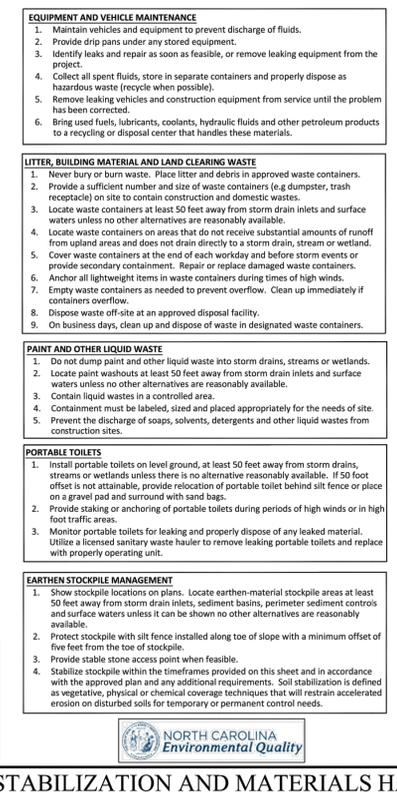 EQUIPMENT AND VEHICLE MAINTENANCE
1. Maintain vehicles and equipment to prevent discharge of fluids.
2. Provide drip pans under any stored equipment.
3. Identify leaks and repair as soon as feasible, or remove leaking equipment from the
project.
4. Collect all spent fluids, store in separate containers and properly dispose as
hazardous waste (recycle when possible).
5. Remove leaking vehicles and construction equipment from service until the problem
has been corrected.
6. Bring used fuels, lubricants, coolants, hydraulic fluids and other petroleum products
to a recycling or disposal center that handles these materials.
LITTER, BUILDING MATERIAL AND LAND CLEARING WASTE
1. Never bury or burn waste. Place litter and debris in approved waste containers.
2. Provide a sufficient number and size of waste containers (e.g dumpster, trash
receptacle) on site to contain construction and domestic wastes.
3. Locate waste containers at least 50 feet away from storm drain inlets and surface
waters unless no other alternatives are reasonably available.
4. Locate waste containers on areas that do not receive substantial amounts of runoff
from upland areas and does not drain directly to a storm drain, stream or wetland.
5. Cover waste containers at the end of each workday and before storm events or
provide secondary containment. Repair or replace damaged waste containers.
6. Anchor all lightweight items in waste containers during times of high winds.
7. Empty waste containers as needed to prevent overflow. Clean up immediately if
containers overflow.
8. Dispose waste off-site at an approved disposal facility.
9. On business days, clean up and dispose of waste in designated waste containers.
PAINT AND OTHER LIQUID WASTE
1. Do not dump paint and other liquid waste into storm drains, streams or wetlands.
2. Locate paint washouts at least 50 feet away from storm drain inlets and surface
waters unless no other alternatives are reasonably available.
3. Contain liquid wastes in a controlled area.
4. Containment must be labeled, sized and placed appropriately for the needs of site.
5. Prevent the discharge of soaps, solvents, detergents and other liquid wastes from
construction sites.
PORTABLE TOILETS
1. Install portable toilets on level ground, at least 50 feet away from storm drains,
streams or wetlands unless there is no alternative reasonably available. If 50 foot
offset is not attainable, provide relocation of portable toilet behind silt fence or place
on a gravel pad and surround with sand bags.
2. Provide staking or anchoring of portable toilets during periods of high winds or in high
foot traffic areas.
3. Monitor portable toilets for leaking and properly dispose of any leaked material.
Utilize a licensed sanitary waste hauler to remove leaking portable toilets and replace
with properly operating unit.
EARTHEN STOCKPILE MANAGEMENT
1. Show stockpile locations on plans. Locate earthen-material stockpile areas at least
50 feet away from storm drain inlets, sediment basins, perimeter sediment controls
and surface waters unless it can be shown no other alternatives are reasonably
available.
2. Protect stockpile with silt fence installed along toe of slope with a minimum offset of
five feet from the toe of stockpile.
3. Provide stable stone access point when feasible.
4. Stabilize stockpile within the timeframes provided on this sheet and in accordance
with the approved plan and any additional requirements. Soil stabilization is defined
as vegetative, physical or chemical coverage techniques that will restrain accelerated
erosion on disturbed soils for temporary or permanent control needs.
NORTH CAROLINA
Environmental Quality
STABILIZATION AND MATERIALS HA